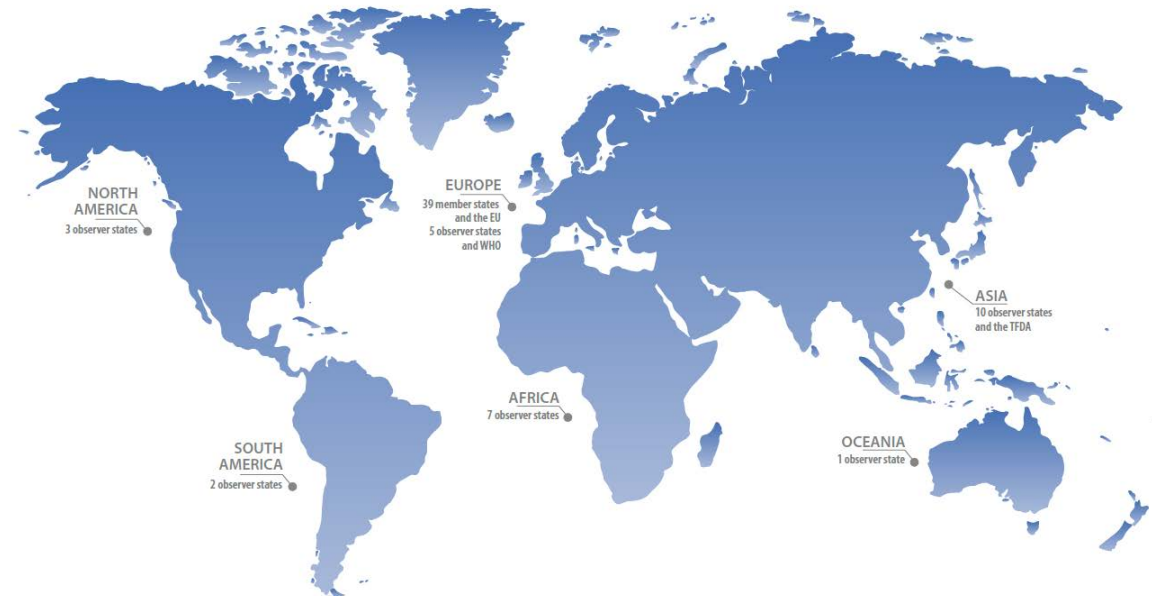 NORTH
AMERICA
3 observer states
EUROPE
39 member states
and the EU
5 observer states
and WHO
ASIA
10 observer states
and the TFDA
AFRICA
7 observer states
SOUTH
AMERICA
2 observer states
OCEANIA
1 observer state